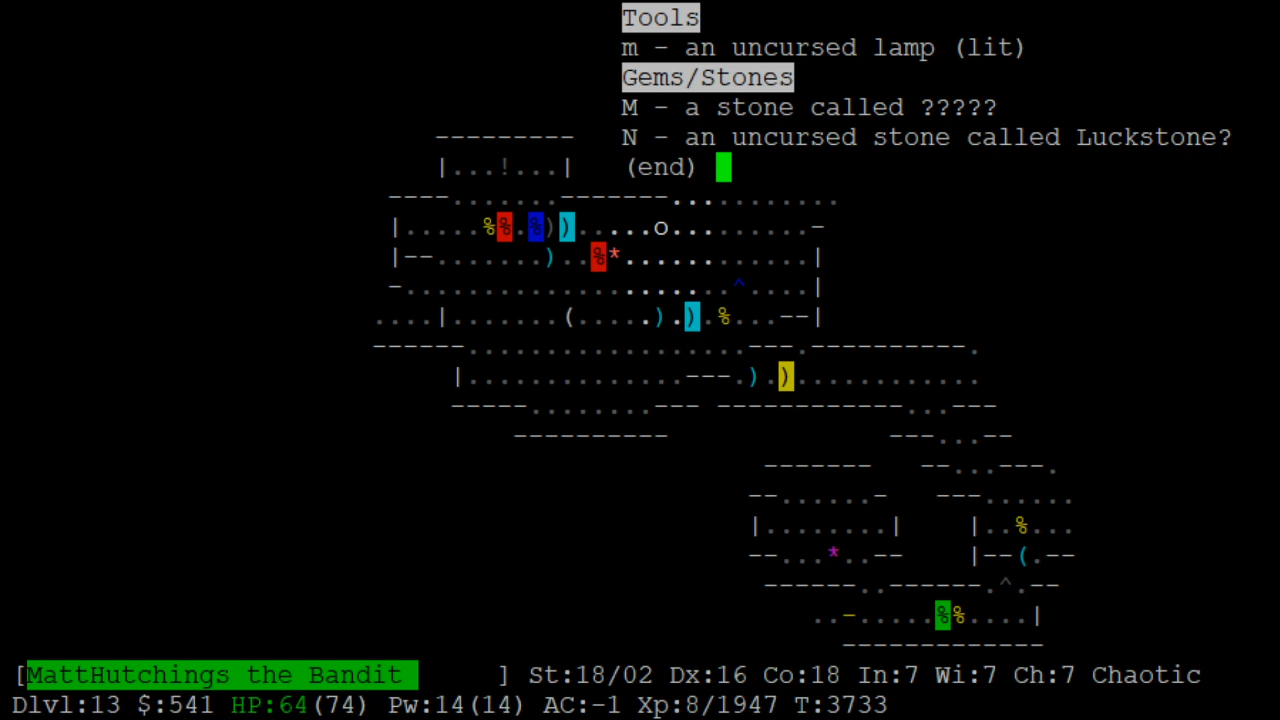 Tools
m - an uncursed lamp (lit)
Gems/Stones
M - a stone called ?????
--------- N - an uncursed stone called Luckstone?
|...!...| (end)
----.......-------...........
|.....%%.%)).....o.........-
|--.......)..%*............|
-.....................^....|
....|.......(.....).).%...--|
------..................---.----------.
|..............---.).)............
-----........--- ------------...---
---------- ---...--
------- --...---.
--......- ---......
|........| |..%...
--...*..-- |--(.--
------..------.^.--
..-.....%%....|
-------------
[MattHutchings the Bandit ] St:18/02 Dx:16 Co:18 In:7 Wi:7 Ch:7 Chaotic
Dlvl:13 $:541 HP:64(74) Pw:14(14) AC:-1 Xp:8/1947 T:3733